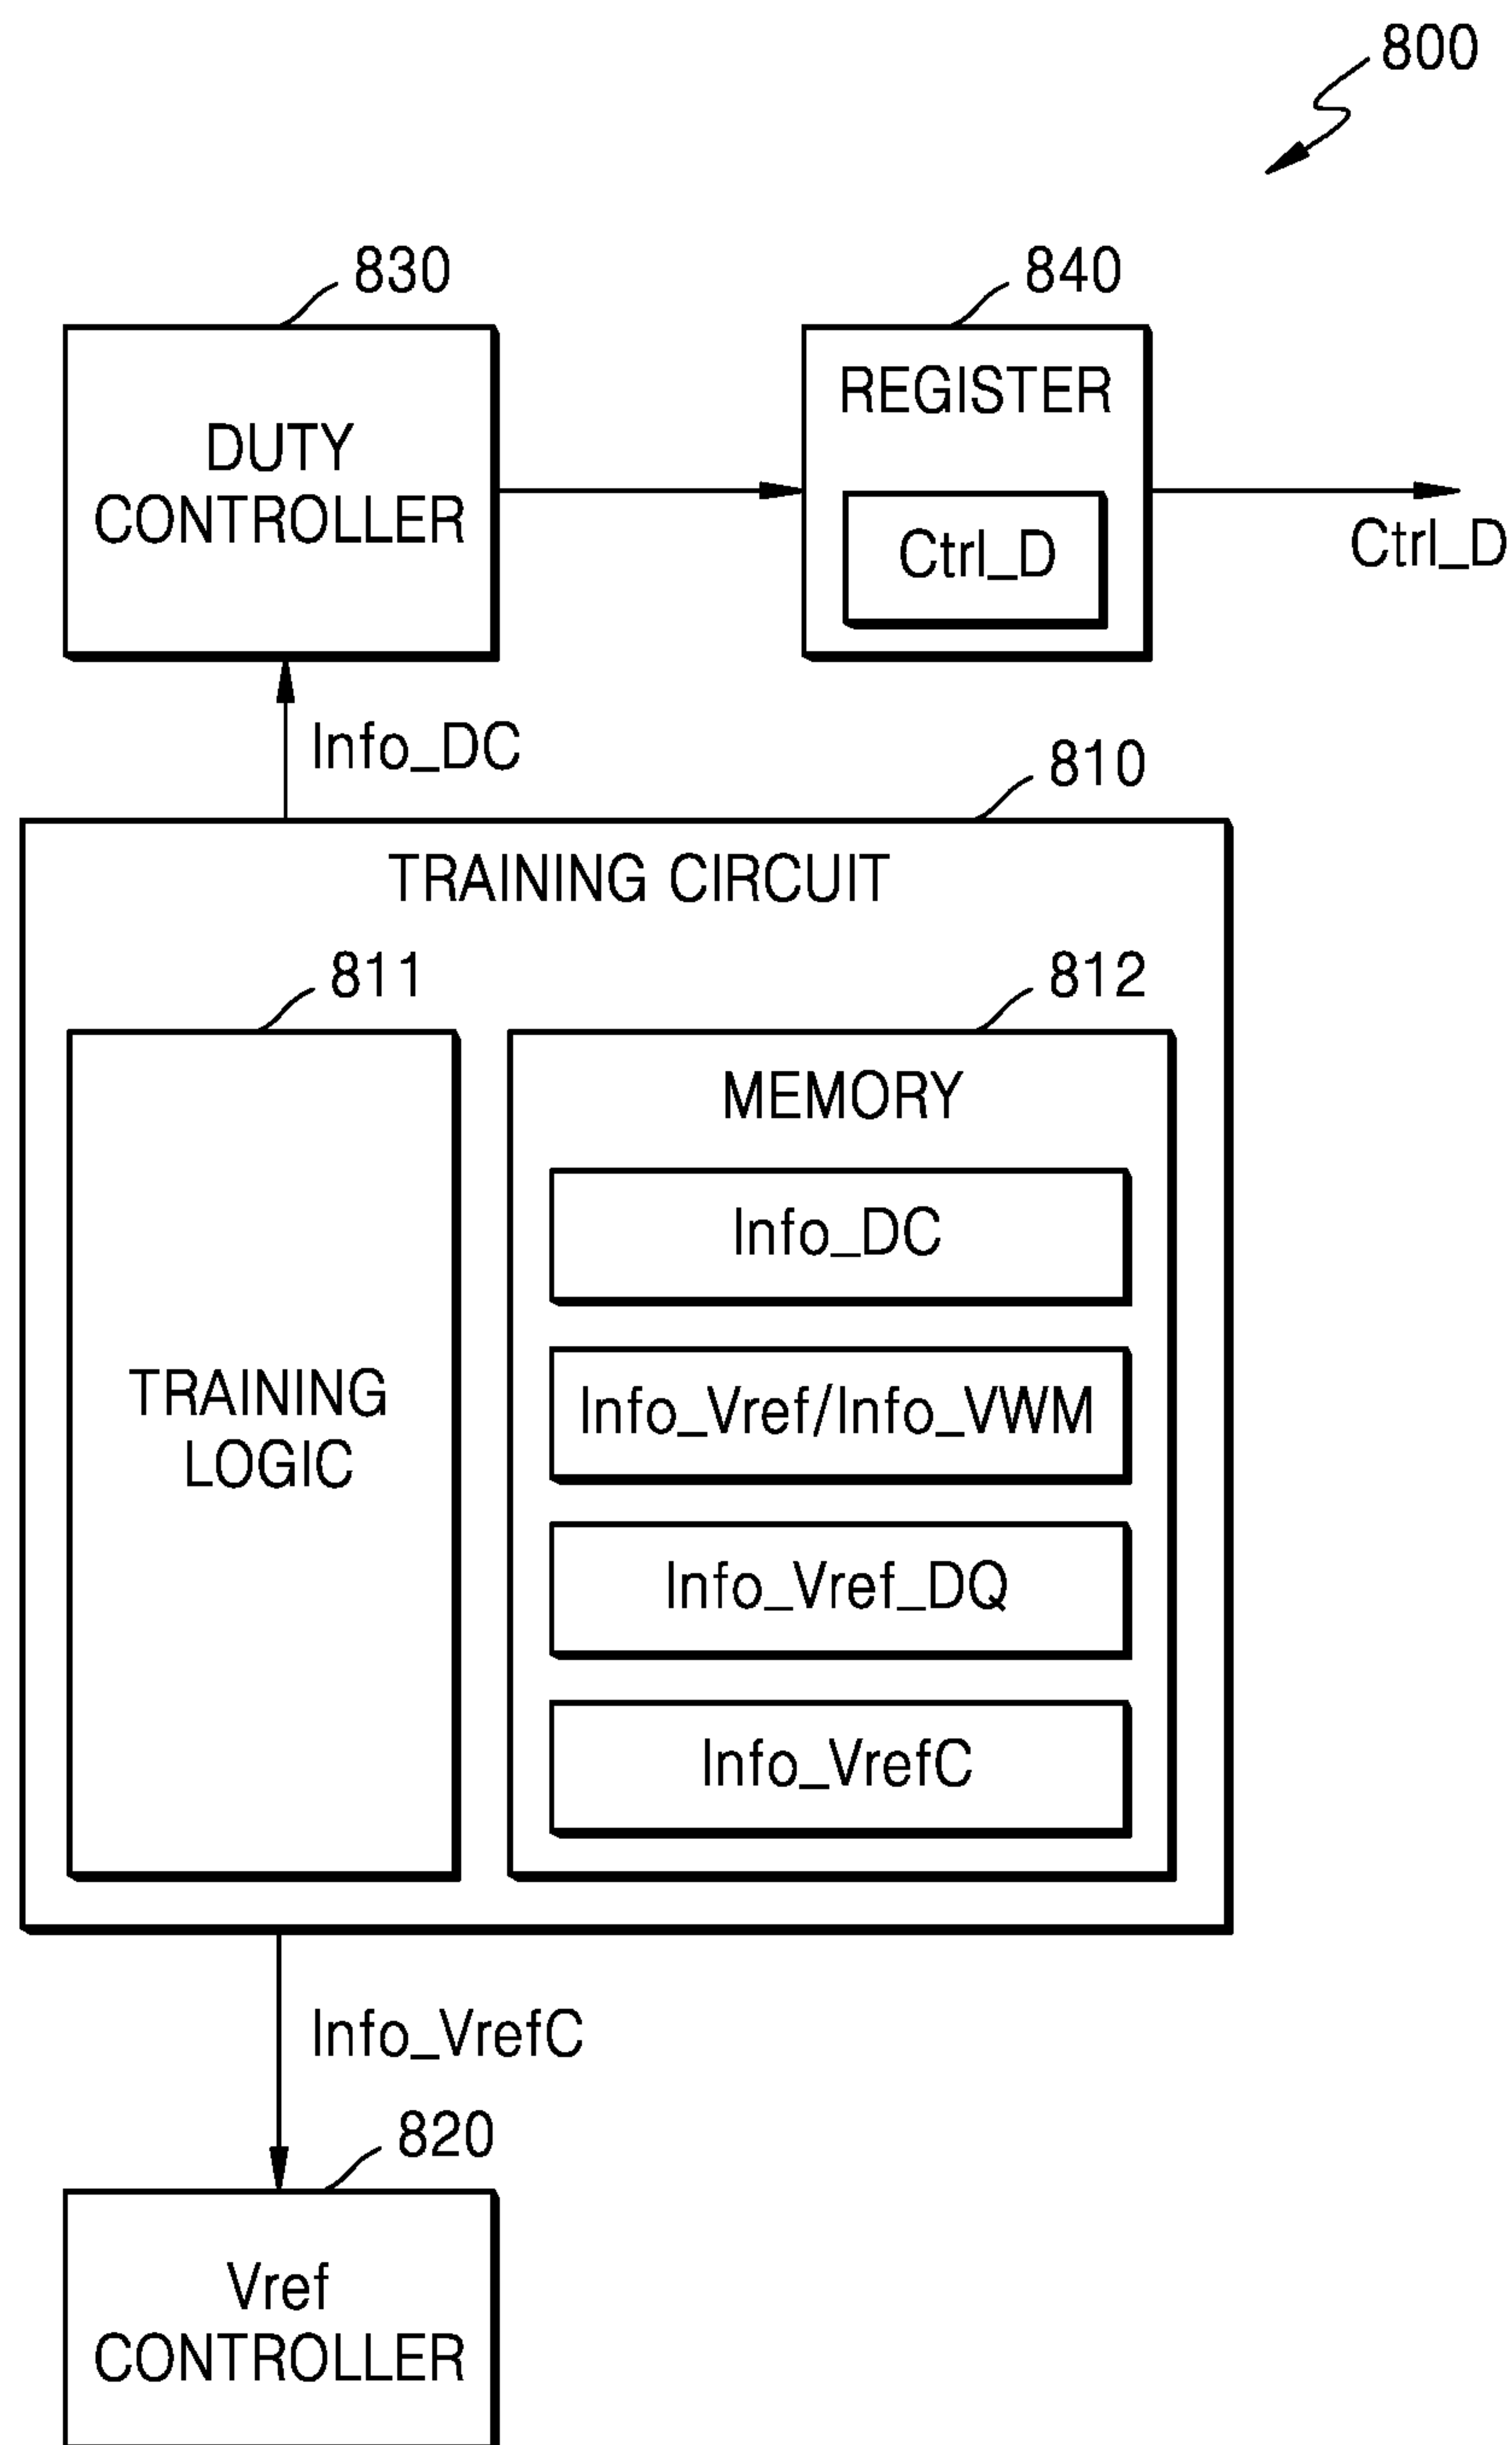 800
830
840
DUTY
CONTROLLER
REGISTER
Ctrl_D
Ctrl_D
Info_DC
810
TRAINING CIRCUIT
811
812
TRAINING
LOGIC
MEMORY
Info_DC
Info_Vref/Info_VWM
Info_Vref_DQ
Info_VrefC
Info_VrefC
820
Vref
CONTROLLER